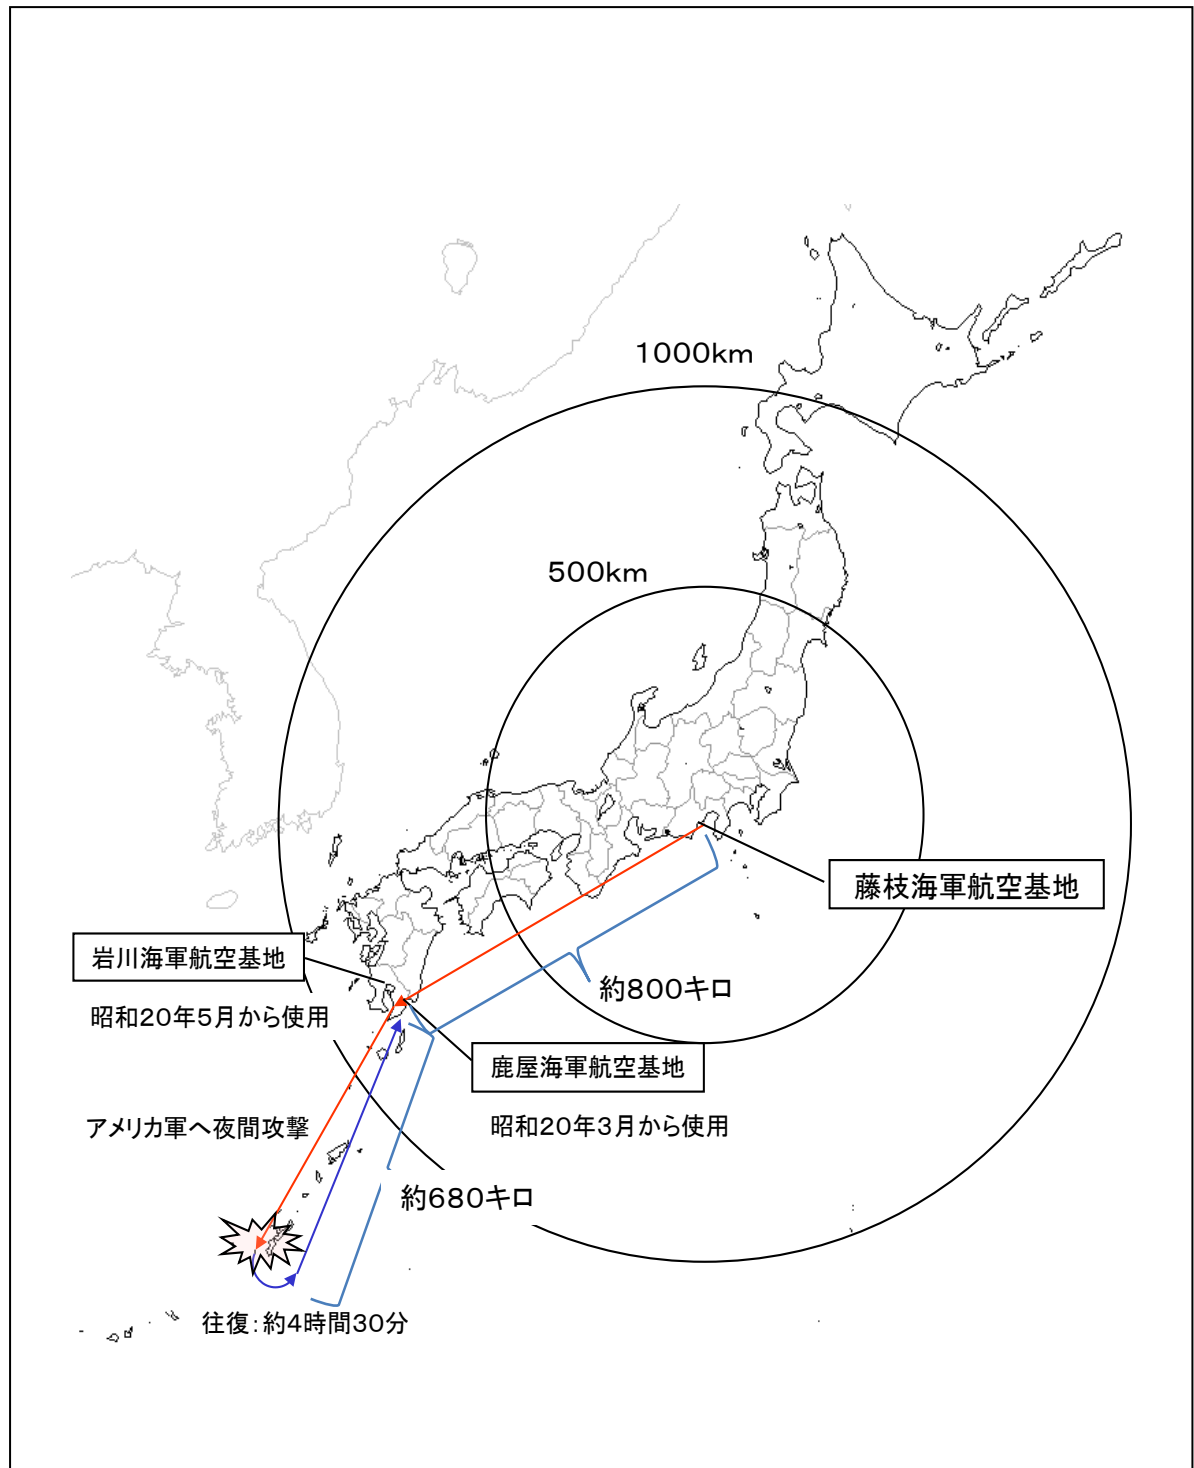 1000km
500km
藤枝海軍航空基地
岩川海軍航空基地
約800キロ
昭和20年5月から使用
鹿屋海軍航空基地
アメリカ軍へ夜間攻撃
昭和20年3月から使用
約680キロ
往復：約4時間30分